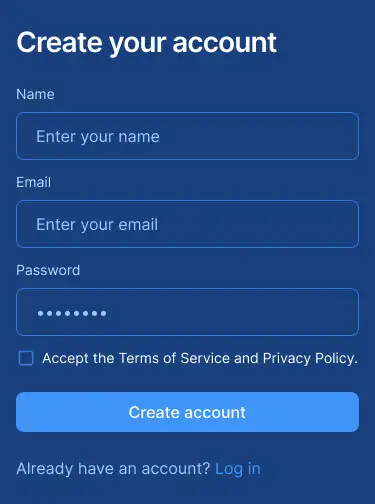 Create your account
Name
Enter your name
Email
Enter your email
Password
••••••••
Accept the Terms of Service and Privacy Policy.
Create account
Already have an account? Log in